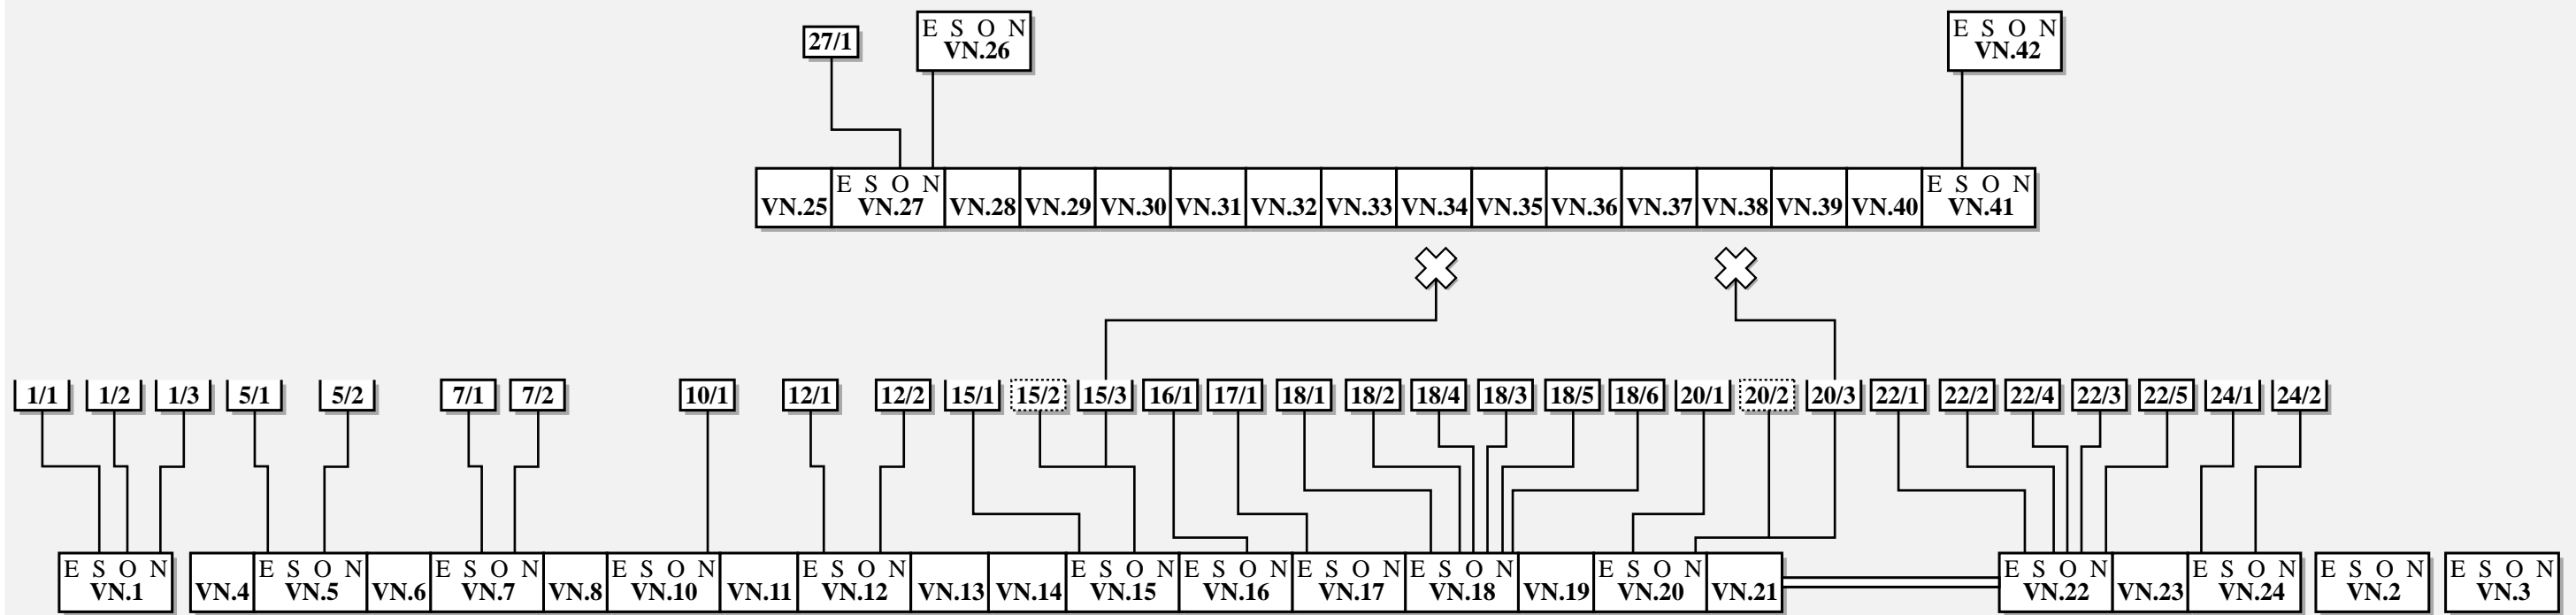 27/1
E S O N
VN.26
E S O N
VN.42
VN.25
E S O N
VN.27
VN.28
VN.29
VN.30
VN.31
VN.32
VN.33
VN.34
VN.35
VN.36
VN.37
VN.38
VN.39
VN.40
E S O N
VN.41
1/1
1/2
1/3
5/1
5/2
7/1
7/2
10/1
12/1
12/2
15/1
15/2
15/3
16/1
17/1
18/1
18/2
18/4
18/3
18/5
18/6
20/1
20/2
20/3
22/1
22/2
22/4
22/3
22/5
24/1
24/2
E S O N
VN.1
VN.4
E S O N
VN.5
VN.6
E S O N
VN.7
VN.8
E S O N
VN.10
VN.11
E S O N
VN.12
VN.13
VN.14
E S O N
VN.15
E S O N
VN.16
E S O N
VN.17
E S O N
VN.18
VN.19
E S O N
VN.20
VN.21
E S O N
VN.22
VN.23
E S O N
VN.24
E S O N
VN.2
E S O N
VN.3